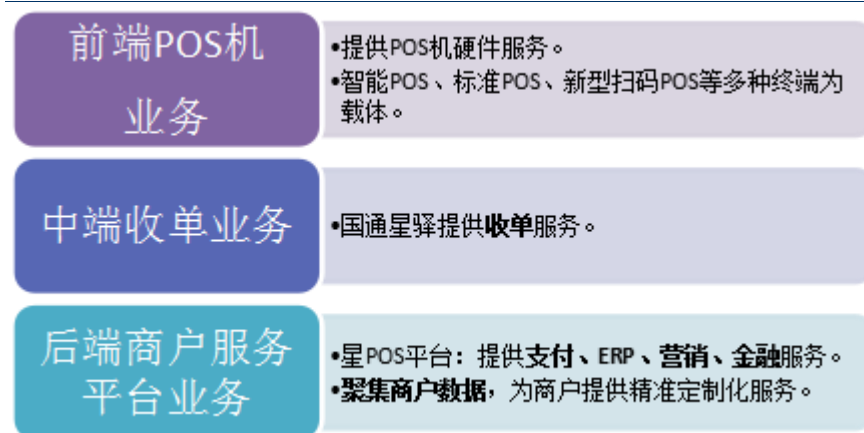 前端POS机
业务
•提供POS机硬件服务。
•智能POS、标准POS、新型扫码POS等多种终端为
载体。
中端收单业务
•国通星驿提供收单服务。
后端商户服务
平台业务
•星POS平台：提供支付、ERP、营销、金融服务。
•聚集商户数据，为商户提供精准定制化服务。